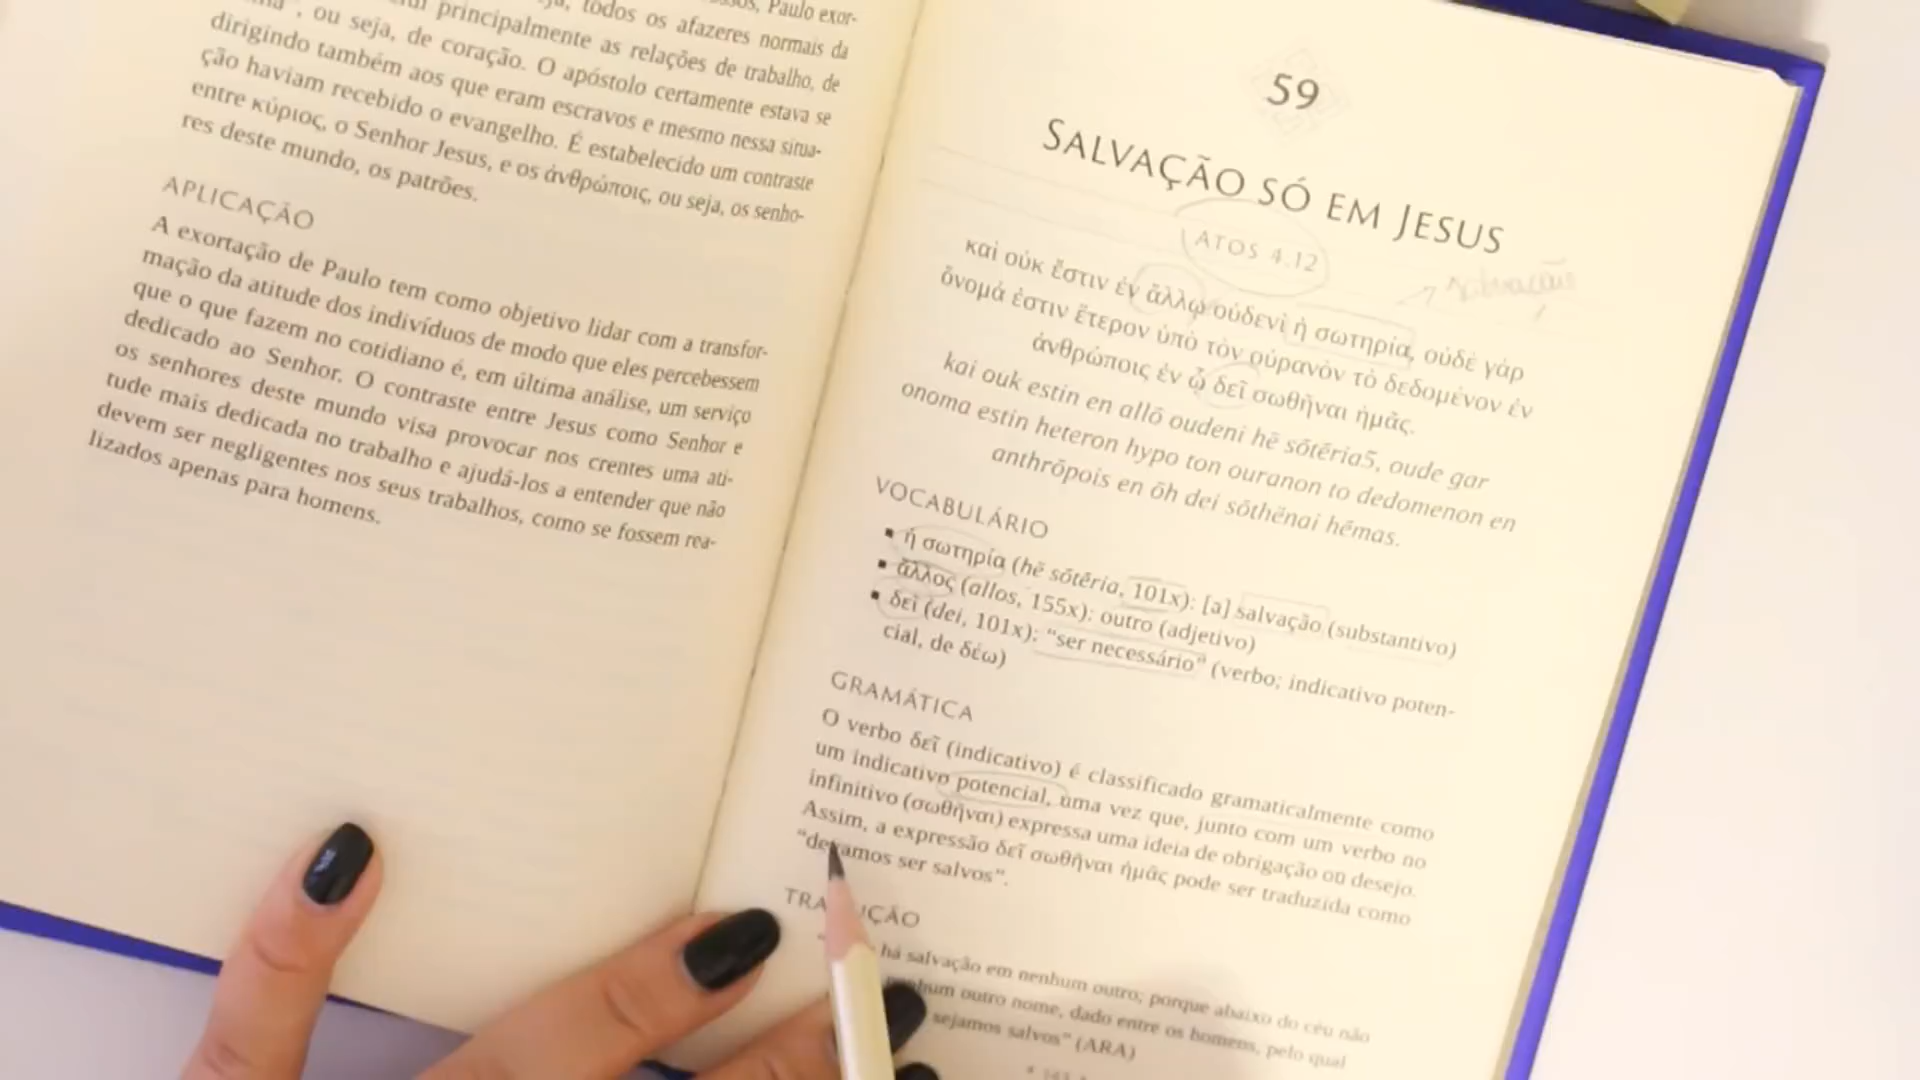 Paulo exor-
todos os afazeres normais da
principalmente as relações de trabalho, de
ou seja, de coração. O apóstolo certamente estava se
dirigindo também aos que eram escravos e mesmo nessa situa-
ção haviam recebido o evangelho. É estabelecido um contraste
entre κύριος, o Senhor Jesus, e os ἀνθρώποις, ou seja, os senho-
res deste mundo, os patrões.
APLICAÇÃO
A exortação de Paulo tem como objetivo lidar com a transfor-
mação da atitude dos indivíduos de modo que eles percebessem
que o que fazem no cotidiano é, em última análise, um serviço
dedicado ao Senhor. O contraste entre Jesus como Senhor e
os senhores deste mundo visa provocar nos crentes uma ati-
tude mais dedicada no trabalho e ajudá-los a entender que não
devem ser negligentes nos seus trabalhos, como se fossem rea-
lizados apenas para homens.
59
SALVAÇÃO SÓ EM JESUS
ATOS 4.12
καὶ οὐκ ἔστιν ἐν ἄλλῳ οὐδενὶ ἡ σωτηρία, οὐδὲ γὰρ
ὄνομά ἐστιν ἕτερον ὑπὸ τὸν οὐρανὸν τὸ δεδομένον ἐν
ἀνθρώποις ἐν ᾧ δεῖ σωθῆναι ἡμᾶς.
kai ouk estin en allō oudeni hē sōtēria5, oude gar
onoma estin heteron hypo ton ouranon to dedomenon en
anthrōpois en ōh dei sōthēnai hēmas.
VOCABULÁRIO
▪ ἡ σωτηρία (hē sōtēria, 101x): [a] salvação (substantivo)
▪ ἄλλος (allos, 155x): outro (adjetivo)
▪ δεῖ (dei, 101x): “ser necessário” (verbo; indicativo poten-
cial, de δέω)
GRAMÁTICA
O verbo δεῖ (indicativo) é classificado gramaticalmente como
um indicativo potencial, uma vez que, junto com um verbo no
infinitivo (σωθῆναι) expressa uma ideia de obrigação ou desejo.
Assim, a expressão δεῖ σωθῆναι ἡμᾶς pode ser traduzida como
“devamos ser salvos”.
TRADUÇÃO
há salvação em nenhum outro; porque abaixo do céu não
nenhum outro nome, dado entre os homens, pelo qual
sejamos salvos” (ARA)